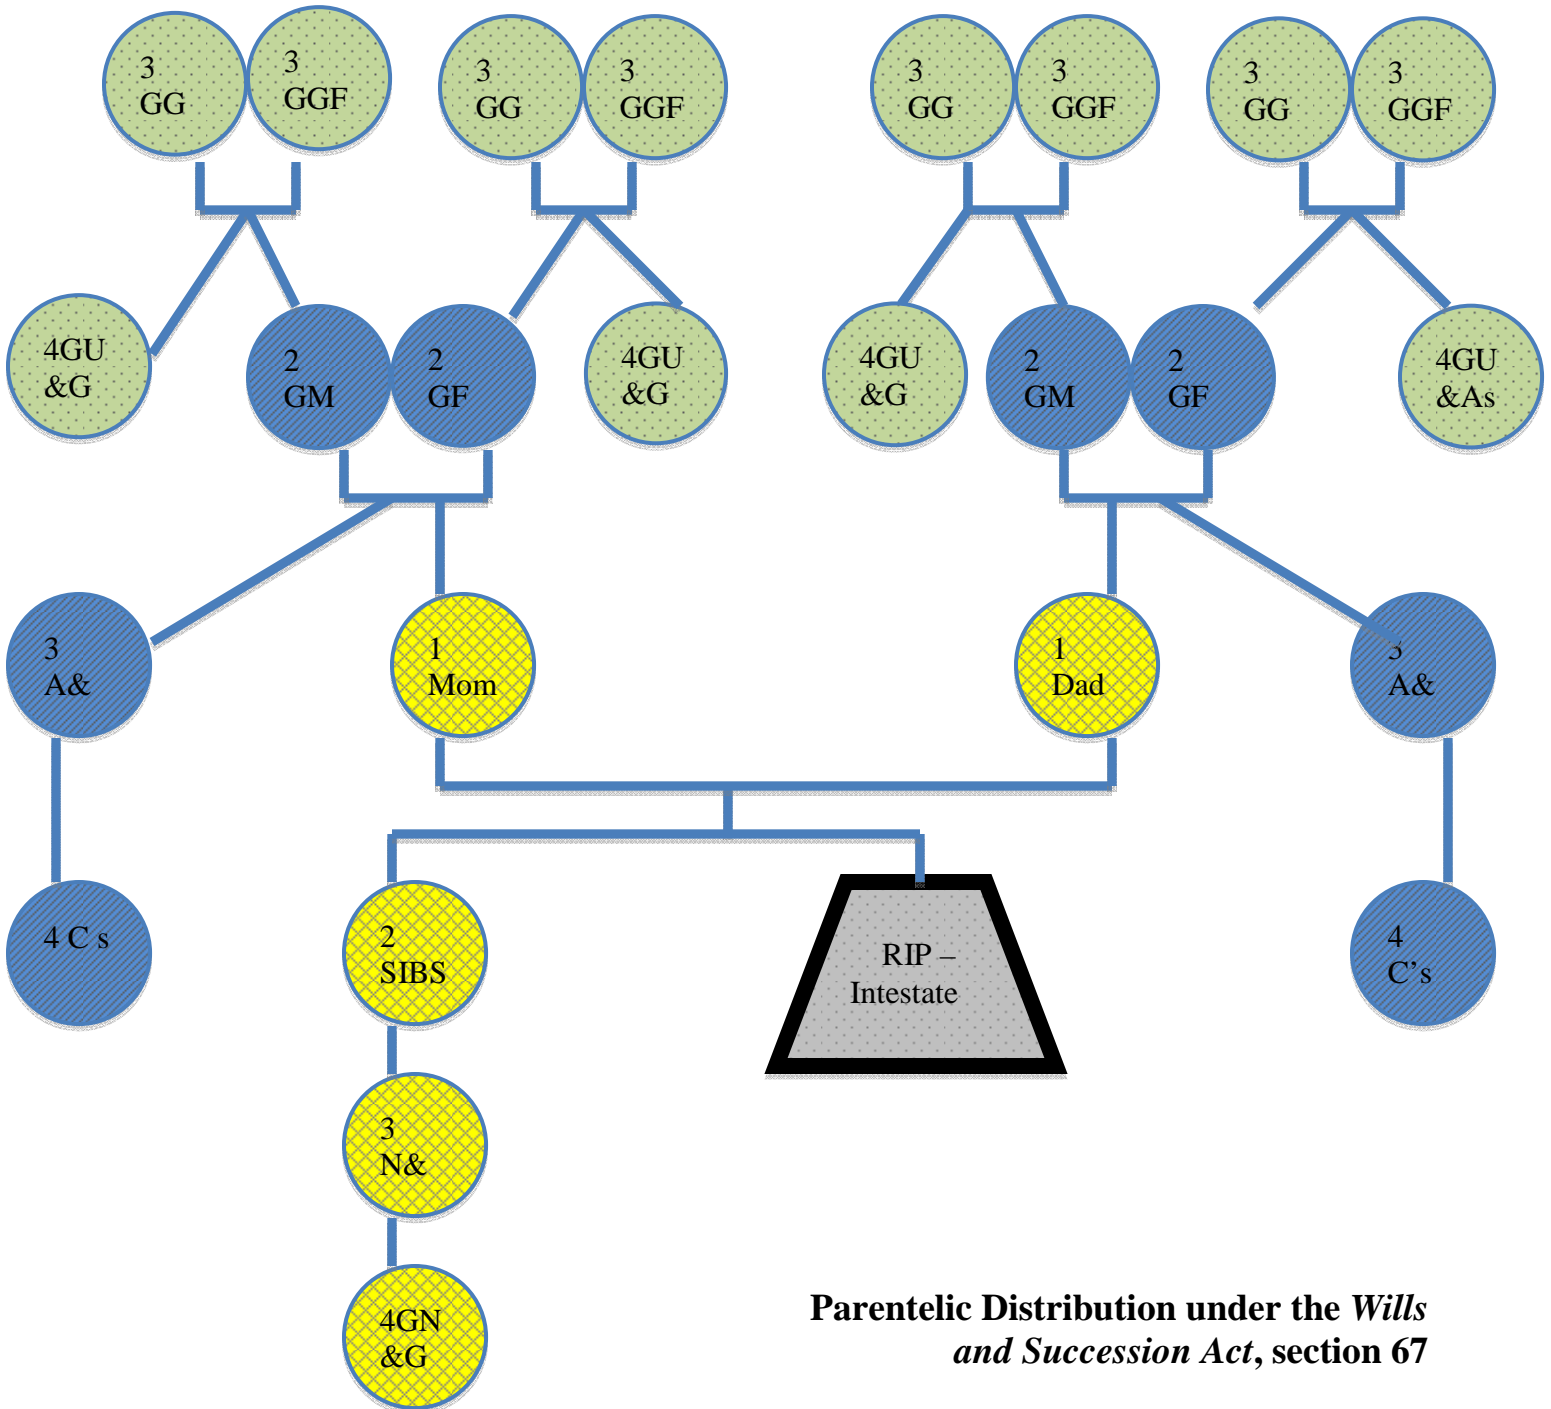 3
GG
3
GGF
3
GG
3
GGF
3
GG
3
GGF
3
GG
3
GGF
4GU
&G
2
GM
2
GF
4GU
&G
4GU
&G
2
GM
2
GF
4GU
&As
3
A&
1
Mom
1
Dad
3
A&
4 C s
2
SIBS
RIP –
Intestate
4
C's
3
N&
4GN
&G
Parentelic Distribution under the Wills
and Succession Act, section 67